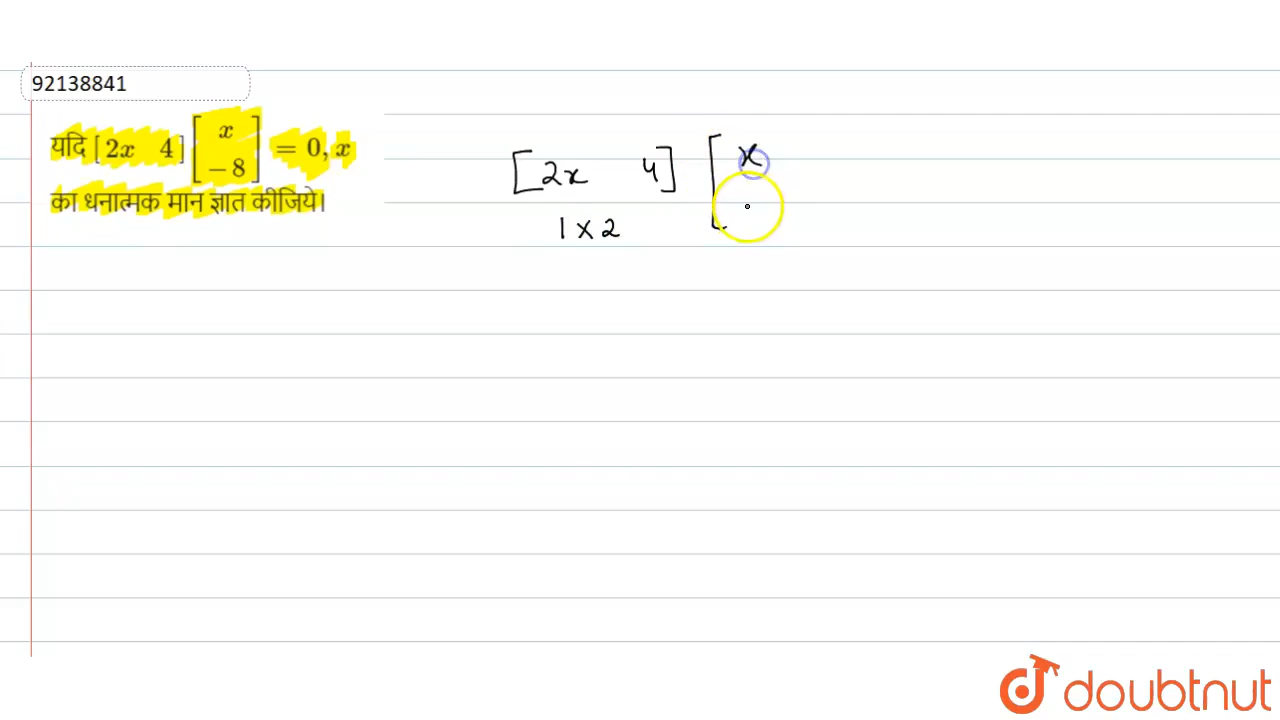 92138841
यदि [2x 4] [x
-8] = 0, x
का धनात्मक मान ज्ञात कीजिये।
[2x 4] [x
1 x 2
doubtnut